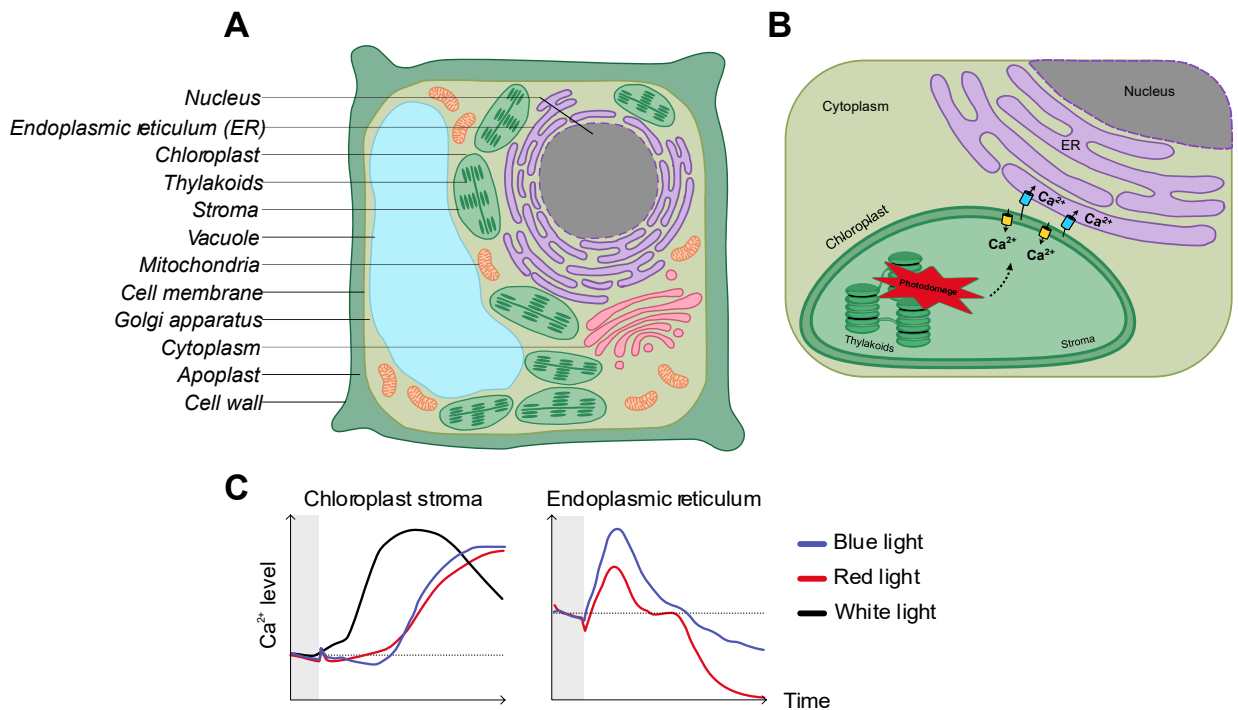 A
Nucleus
Endoplasmic reticulum (ER)
Chloroplast
Thylakoids
Stroma
Vacuole
Mitochondria
Cell membrane
Golgi apparatus
Cytoplasm
Apoplast
Cell wall
B
Cytoplasm
Nucleus
ER
Ca²⁺
Ca²⁺
Chloroplast
Ca²⁺
Ca²⁺
Photodamage
Thylakoids
Stroma
C
Chloroplast stroma
Endoplasmic reticulum
Ca²⁺ level
Blue light
Red light
White light
Time